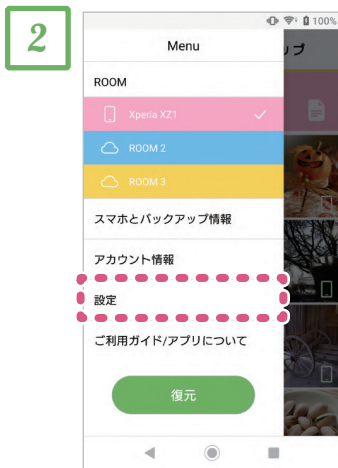 2
100%
Menu
ップ
ROOM
Xperia XZ1
ROOM 2
ROOM 3
スマホとバックアップ情報
アカウント情報
設定
ご利用ガイド/アプリについて
復元